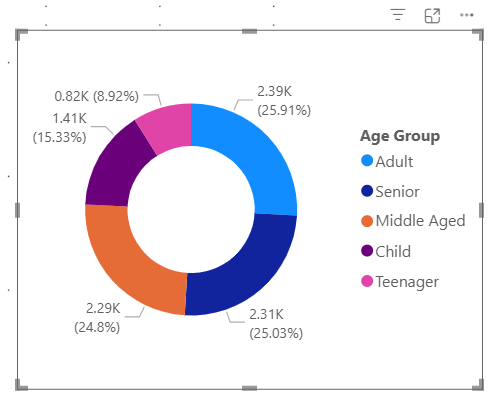 0.82K (8.92%)
1.41K
(15.33%)
2.39K
(25.91%)
2.29K
(24.8%)
2.31K
(25.03%)
Age Group
Adult
Senior
Middle Aged
Child
Teenager